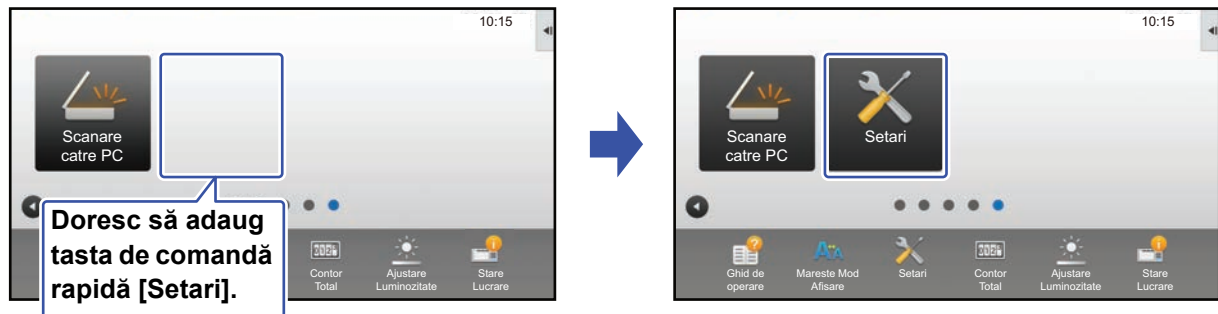 10:15
Scanare
catre PC
Doresc să adaug
tasta de comandă
rapidă [Setari].
Contor
Total
Ajustare
Luminozitate
Stare
Lucrare
10:15
Scanare
catre PC
Setari
Ghid de
operare
Mareste Mod
Afisare
Setari
Contor
Total
Ajustare
Luminozitate
Stare
Lucrare